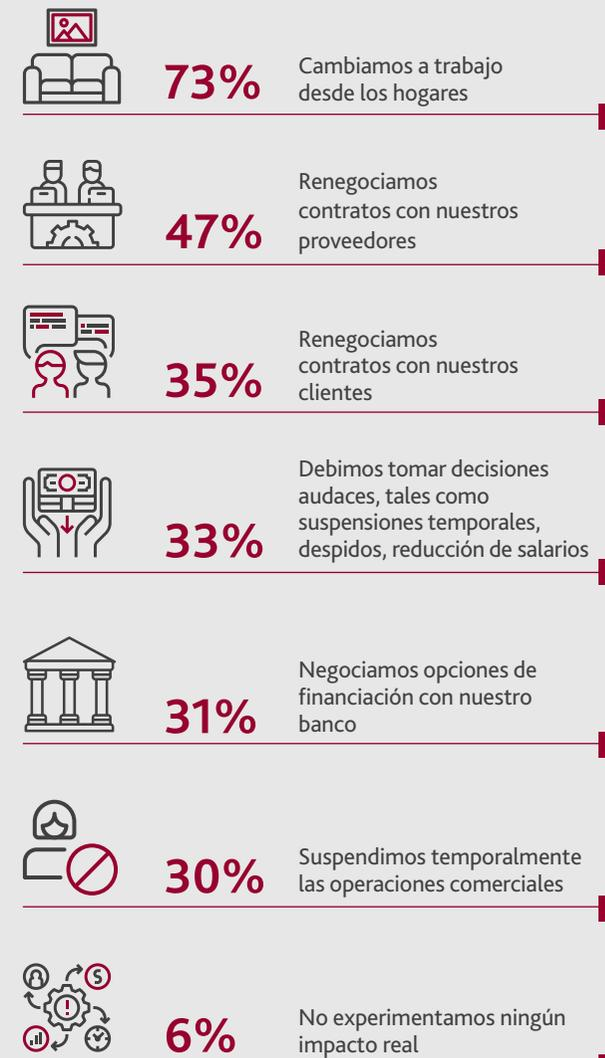 73%
Cambiamos a trabajo
desde los hogares
47%
Renegociamos
contratos con nuestros
proveedores
35%
Renegociamos
contratos con nuestros
clientes
33%
Debimos tomar decisiones
audaces, tales como
suspensiones temporales,
despidos, reducción de salarios
31%
Negociamos opciones de
financiación con nuestro
banco
30%
Suspendimos temporalmente
las operaciones comerciales
6%
No experimentamos ningún
impacto real